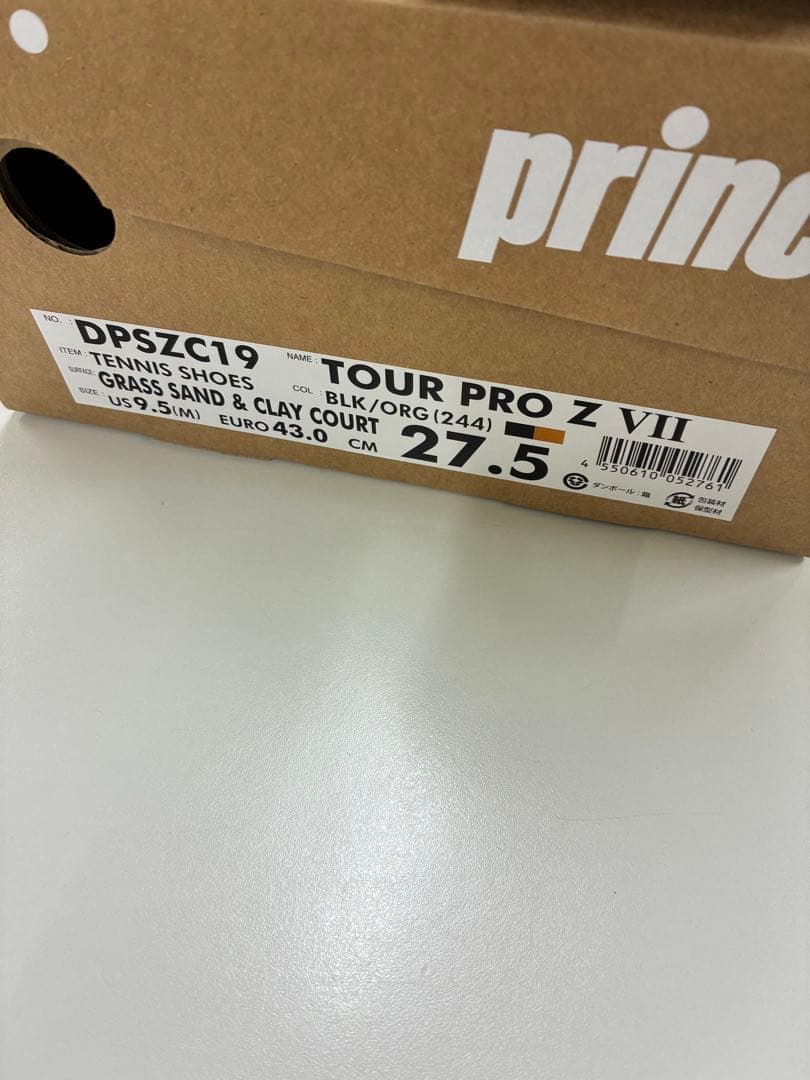 princ
NO. : DPSZC19 NAME : TOUR PRO Z VII
ITEM : TENNIS SHOES COL : BLK/ORG(244)
SURFACE: GRASS SAND & CLAY COURT
SIZE : US 9.5(M) EURO 43.0 CM 27.5
4 550610 052761
ダンボール : 箱
紙 包装材
保型材